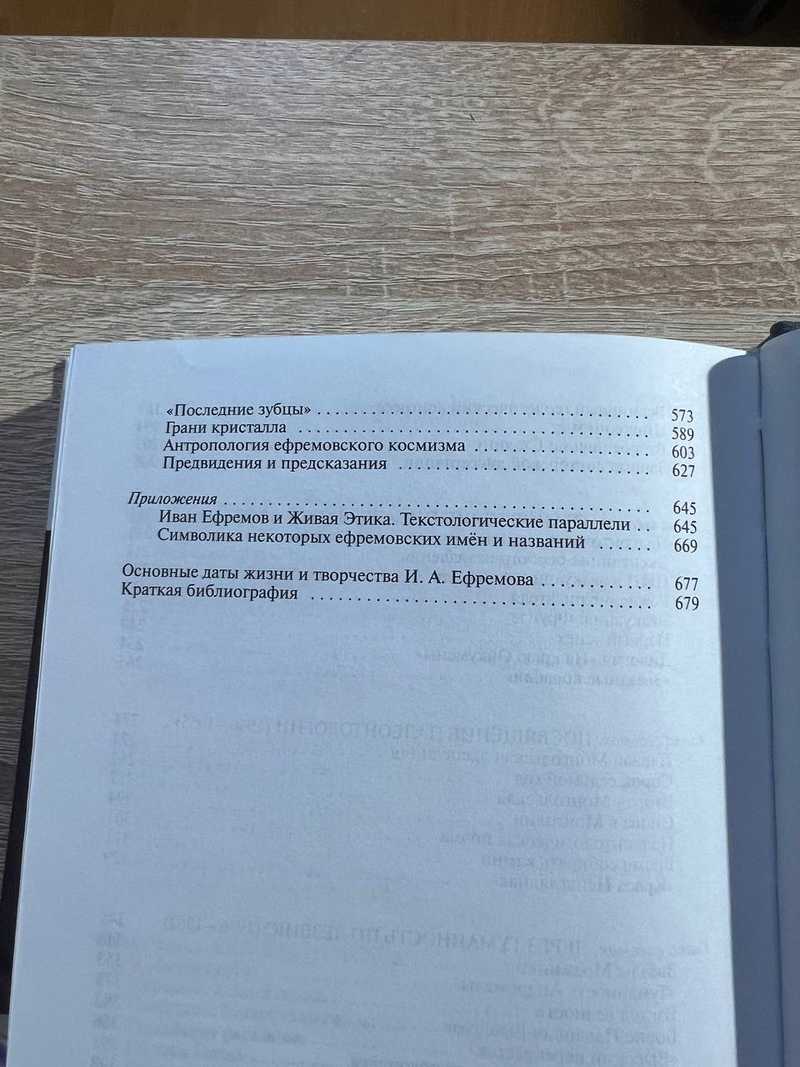 «Последние зубцы» ........................................ 573
Грани кристалла ........................................ 589
Антропология ефремовского космизма ........................ 603
Предвидения и предсказания .............................. 627
Приложения ........................................ 645
Иван Ефремов и Живая Этика. Текстологические параллели .. 645
Символика некоторых ефремовских имён и названий ...... 669
Основные даты жизни и творчества И. А. Ефремова ............ 677
Краткая библиография .................................. 679